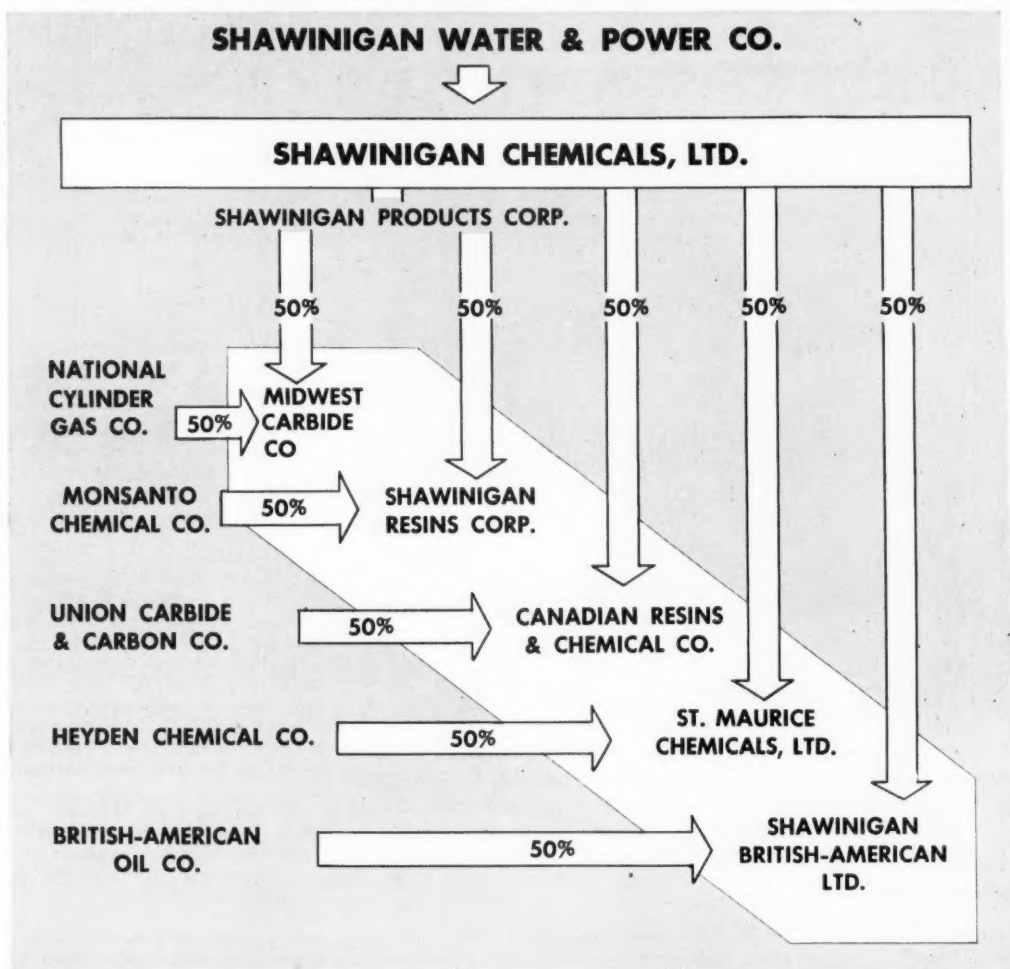 SHAWINIGAN WATER & POWER CO.
SHAWINIGAN CHEMICALS, LTD.
SHAWINIGAN PRODUCTS CORP.
50%
50%
50%
50%
50%
NATIONAL
CYLINDER
GAS CO.
50%
MIDWEST
CARBIDE
CO
MONSANTO
CHEMICAL CO.
50%
SHAWINIGAN
RESINS CORP.
UNION CARBIDE
& CARBON CO.
50%
CANADIAN RESINS
& CHEMICAL CO.
HEYDEN CHEMICAL CO.
50%
ST. MAURICE
CHEMICALS, LTD.
BRITISH-AMERICAN
OIL CO.
50%
SHAWINIGAN
BRITISH-AMERICAN
LTD.